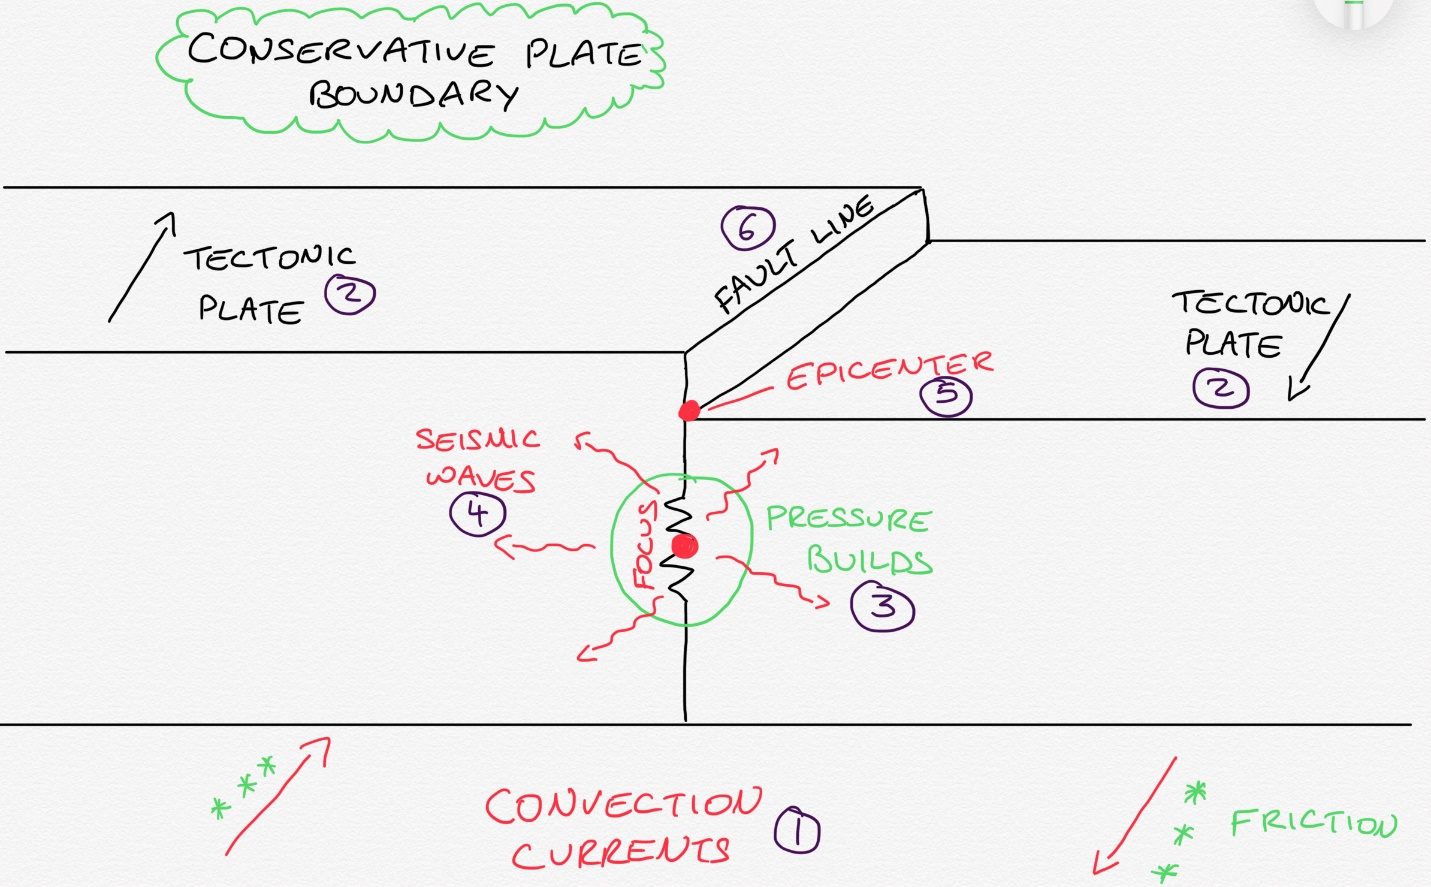 CONSERVATIVE PLATE
BOUNDARY
6
FAULT LINE
TECTONIC
PLATE 2
TECTONIC
PLATE
2
EPICENTER
5
SEISMIC
WAVES
4
FOCUS
PRESSURE
BUILDS
3
CONVECTION
CURRENTS
1
FRICTION